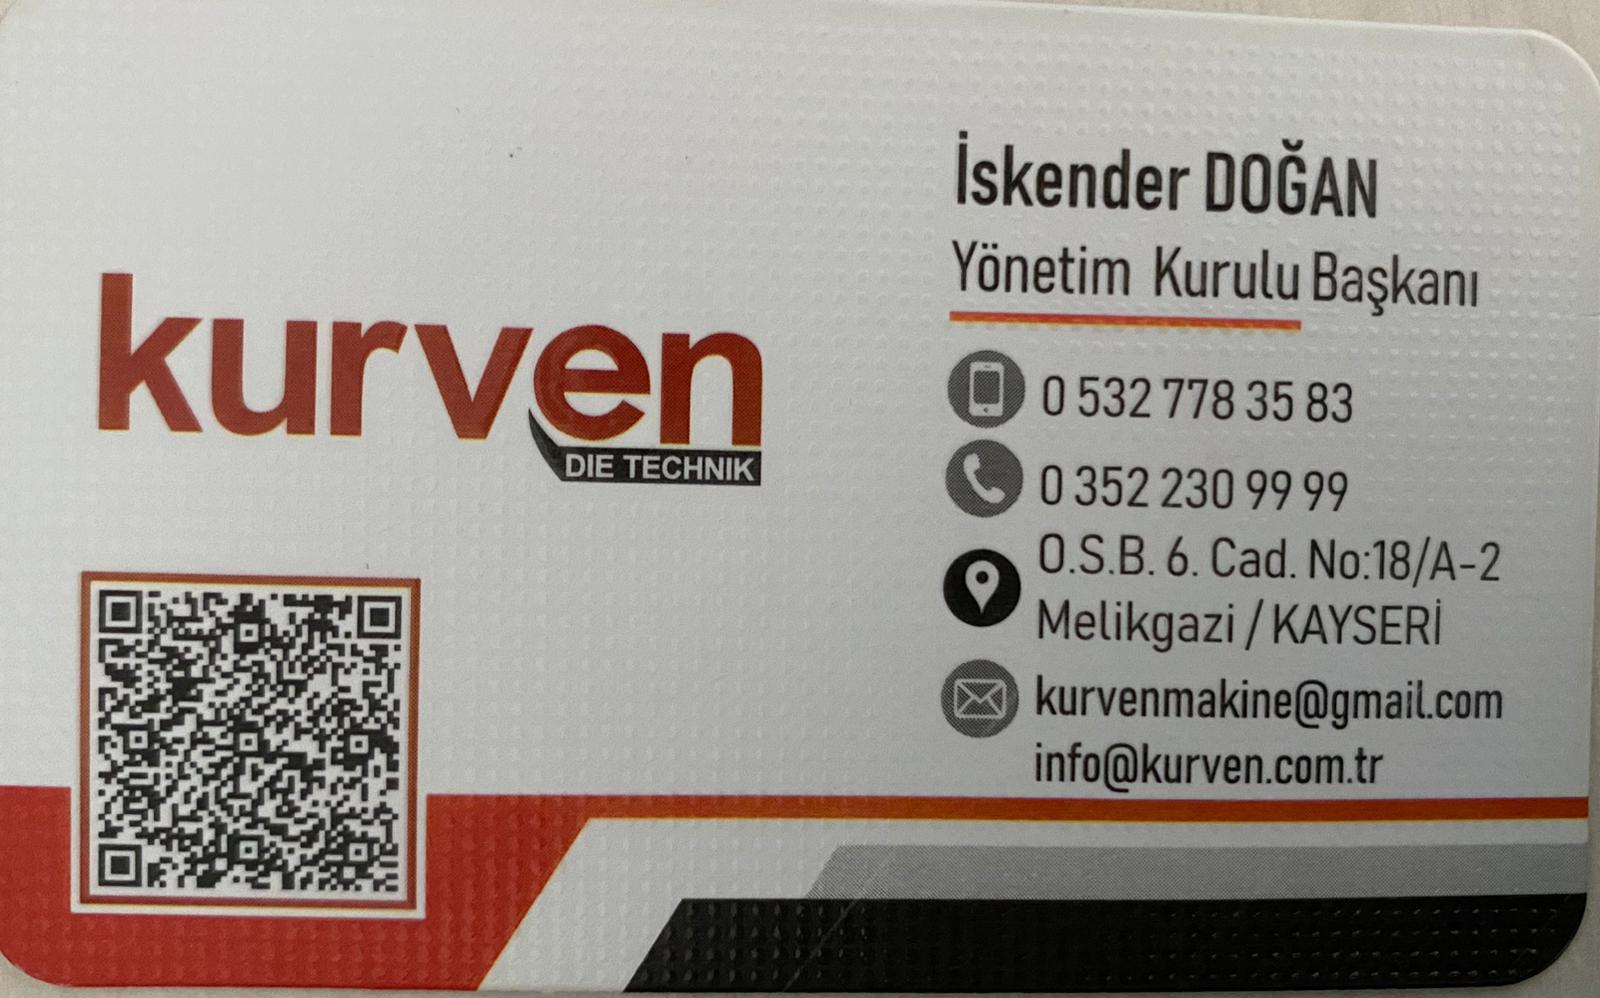 kurven
DIE TECHNIK
İskender DOĞAN
Yönetim Kurulu Başkanı
0 532 778 35 83
0 352 230 99 99
O.S.B. 6. Cad. No:18/A-2
Melikgazi / KAYSERİ
kurvenmakine@gmail.com
info@kurven.com.tr